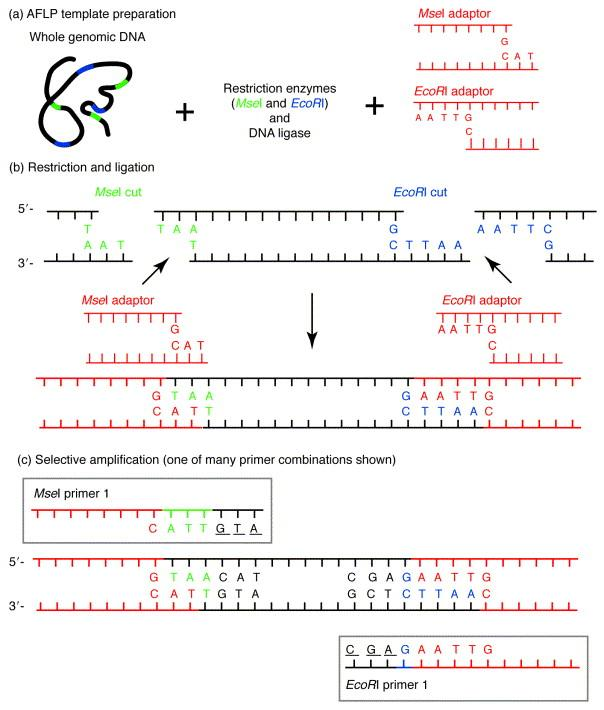 (a) AFLP template preparation
Whole genomic DNA
+
Restriction enzymes
(MseI and EcoRI)
and
DNA ligase
+
MseI adaptor
G
C A T
EcoRI adaptor
A A T T G
C
(b) Restriction and ligation
MseI cut
EcoRI cut
5′-
T T A A G A A T T C
A A T T C T T A A G
3′-
MseI adaptor
EcoRI adaptor
G A A T T G
C A T C
G T A A G A A T T G
C A T T C T T A A C
(c) Selective amplification (one of many primer combinations shown)
MseI primer 1
C A T T G T A
5′-
G T A A C A T C G A G A A T T G
C A T T G T A G C T C T T A A C
3′-
C G A G A A T T G
EcoRI primer 1